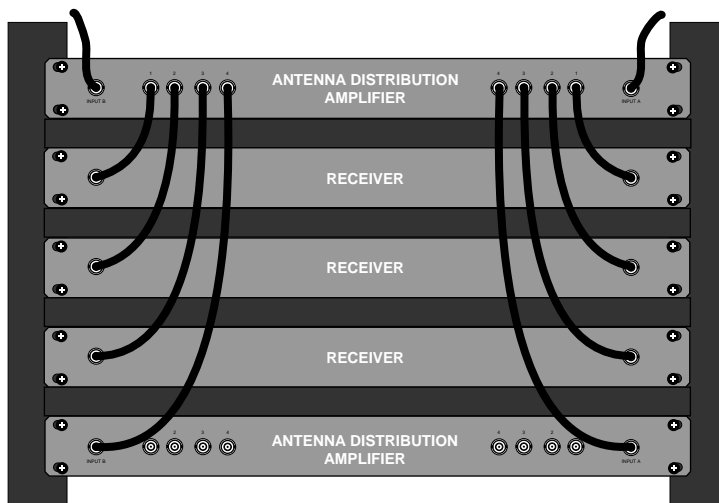 1 2 3 4
ANTENNA DISTRIBUTION
AMPLIFIER
4 3 2 1
INPUT B
INPUT A
RECEIVER
RECEIVER
RECEIVER
2 3 4
ANTENNA DISTRIBUTION
AMPLIFIER
4 3 2
INPUT B
INPUT A